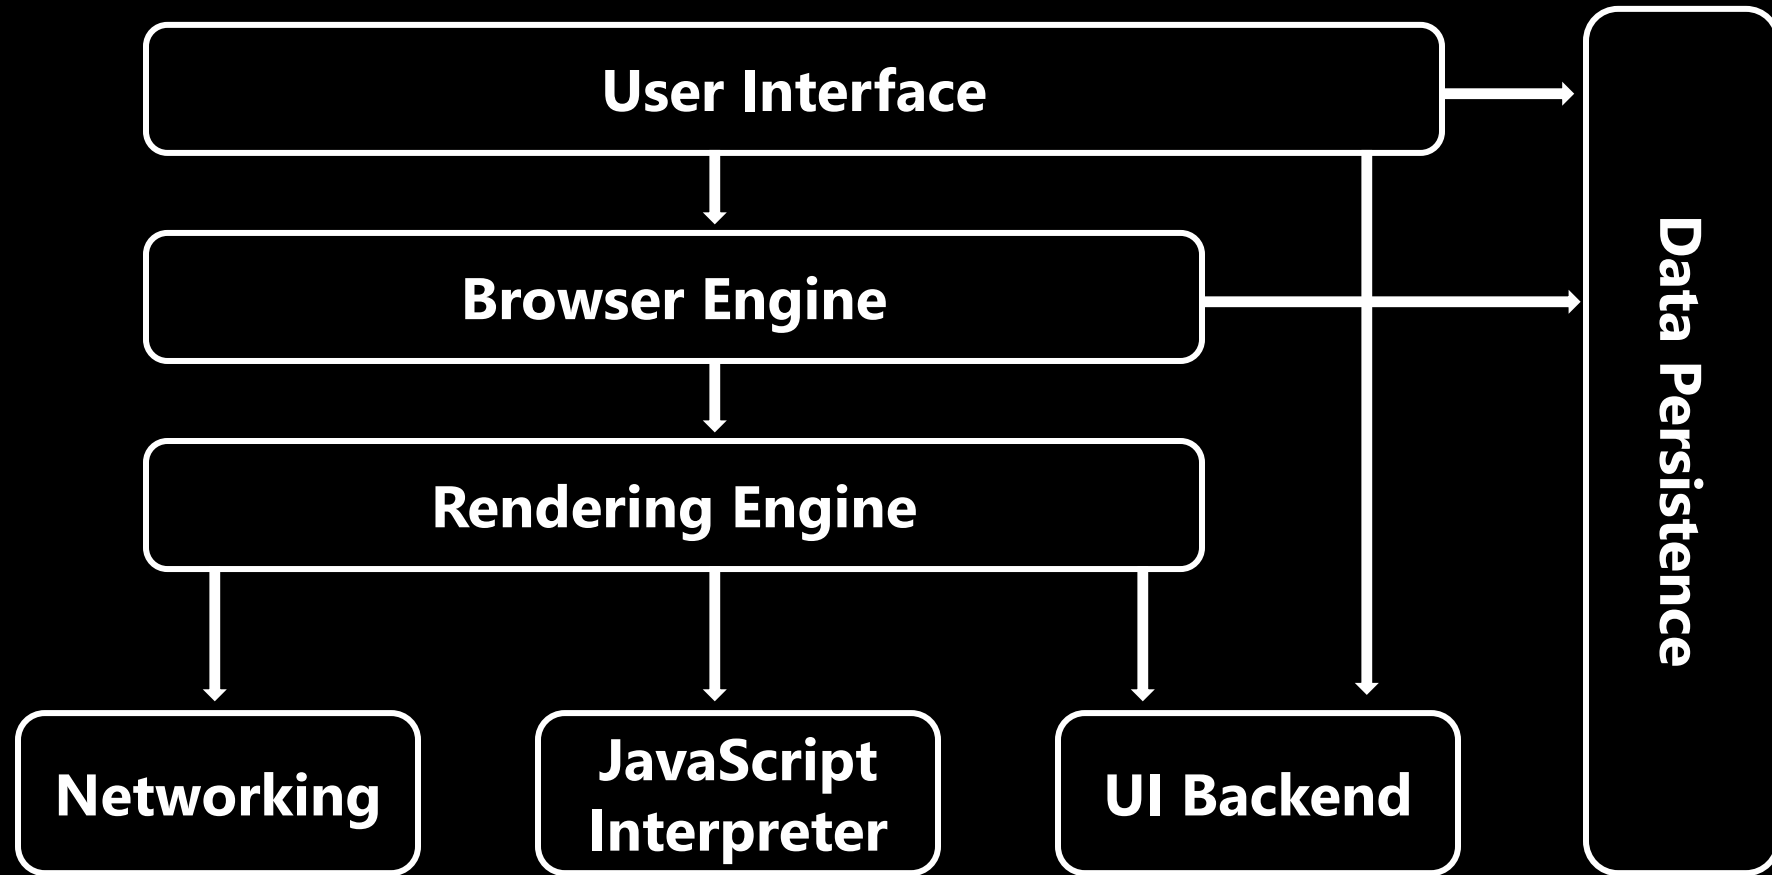 User Interface
Browser Engine
Rendering Engine
Networking
JavaScript
Interpreter
UI Backend
Data Persistence